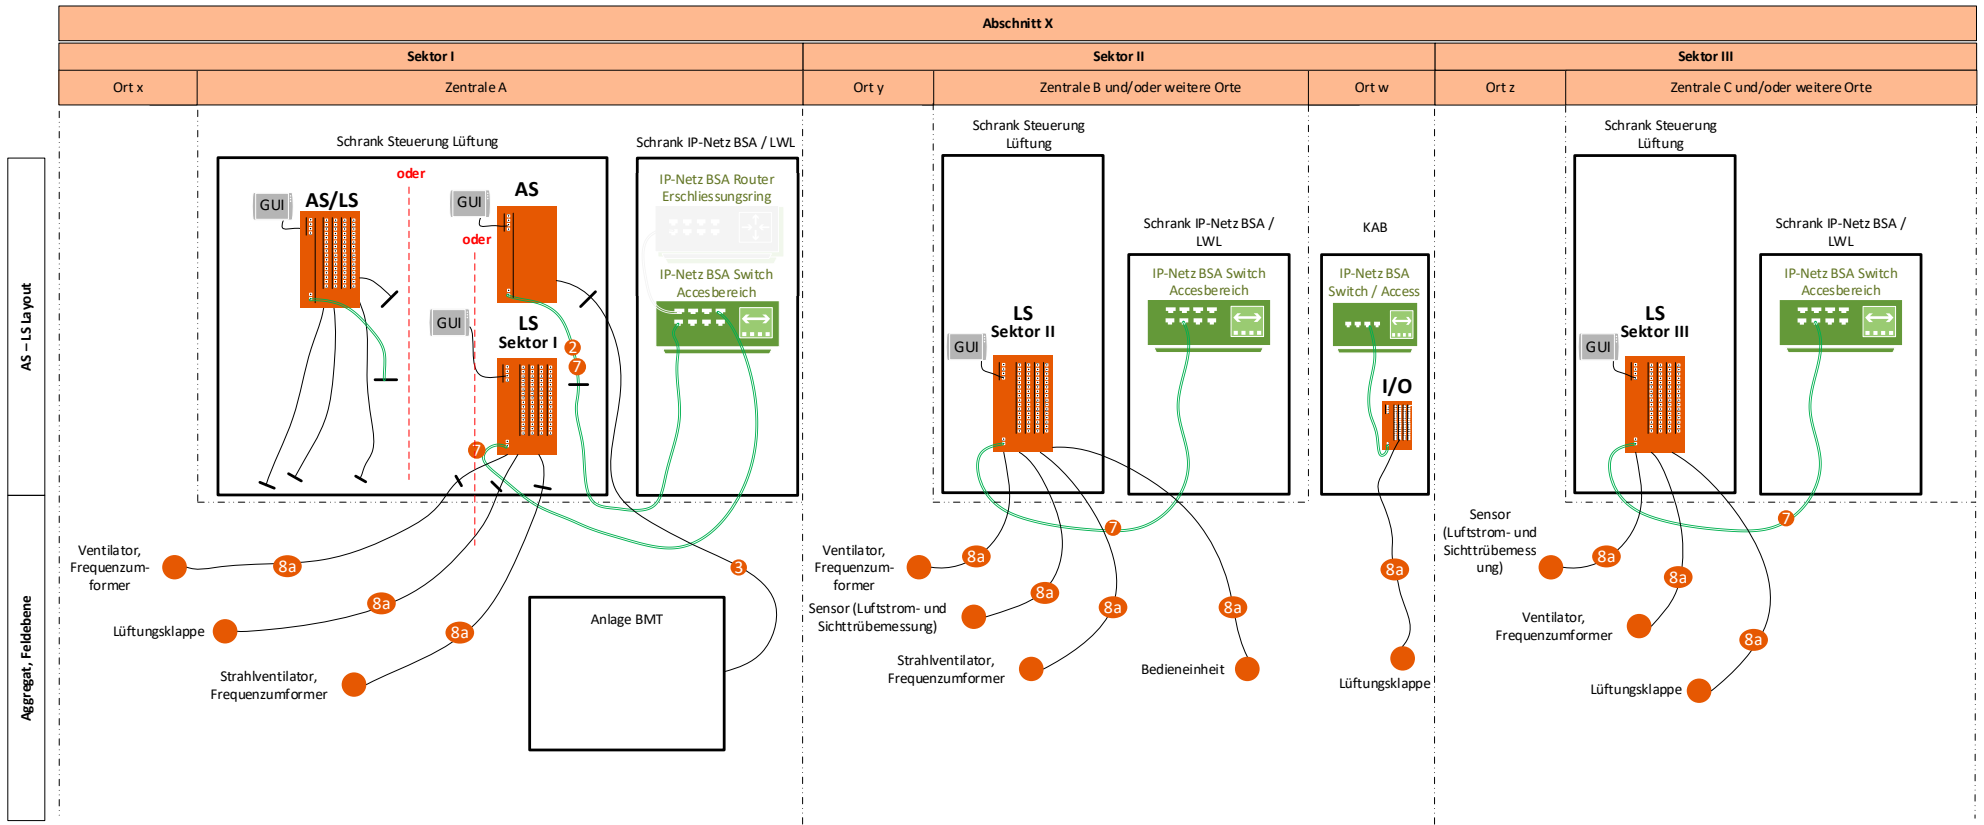 Abschnitt X
Sektor I
Sektor II
Sektor III
Ort x
Zentrale A
Ort y
Zentrale B und/oder weitere Orte
Ort w
Ort z
Zentrale C und/oder weitere Orte
AS – LS Layout
Aggregat, Feldebene
Schrank Steuerung Lüftung
oder
GUI
AS/LS
GUI
AS
oder
GUI
LS
Sektor I
2
7
7
Schrank IP-Netz BSA / LWL
IP-Netz BSA Router
Erschliessungsring
IP-Netz BSA Switch
Accesbereich
Ventilator,
Frequenzum-
former
8a
Lüftungsklappe
8a
Strahlventilator,
Frequenzumformer
8a
3
Anlage BMT
Schrank Steuerung
Lüftung
LS
Sektor II
GUI
Schrank IP-Netz BSA /
LWL
IP-Netz BSA Switch
Accesbereich
7
Ventilator,
Frequenzum-
former
8a
Sensor (Luftstrom- und
Sichttrübemessung)
8a
Strahlventilator,
Frequenzumformer
8a
Bedieneinheit
8a
KAB
IP-Netz BSA
Switch / Access
I/O
8a
Lüftungsklappe
Schrank Steuerung
Lüftung
LS
Sektor III
GUI
Schrank IP-Netz BSA /
LWL
IP-Netz BSA Switch
Accesbereich
7
Sensor
(Luftstrom- und
Sichttrübemess
ung)
8a
Ventilator,
Frequenzumformer
8a
Lüftungsklappe
8a